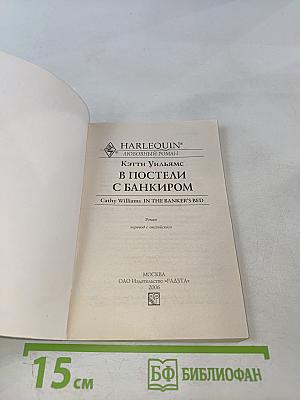 HARLEQUIN®
ЛЮБОВНЫЙ РОМАН
Кэтти Уильямс
В ПОСТЕЛИ
С БАНКИРОМ
Cathy Williams IN THE BANKER'S BED
Роман
перевод с английского
МОСКВА
ОАО Издательство «РАДУГА»
2006
15 см
БФ БИБЛИОФАН